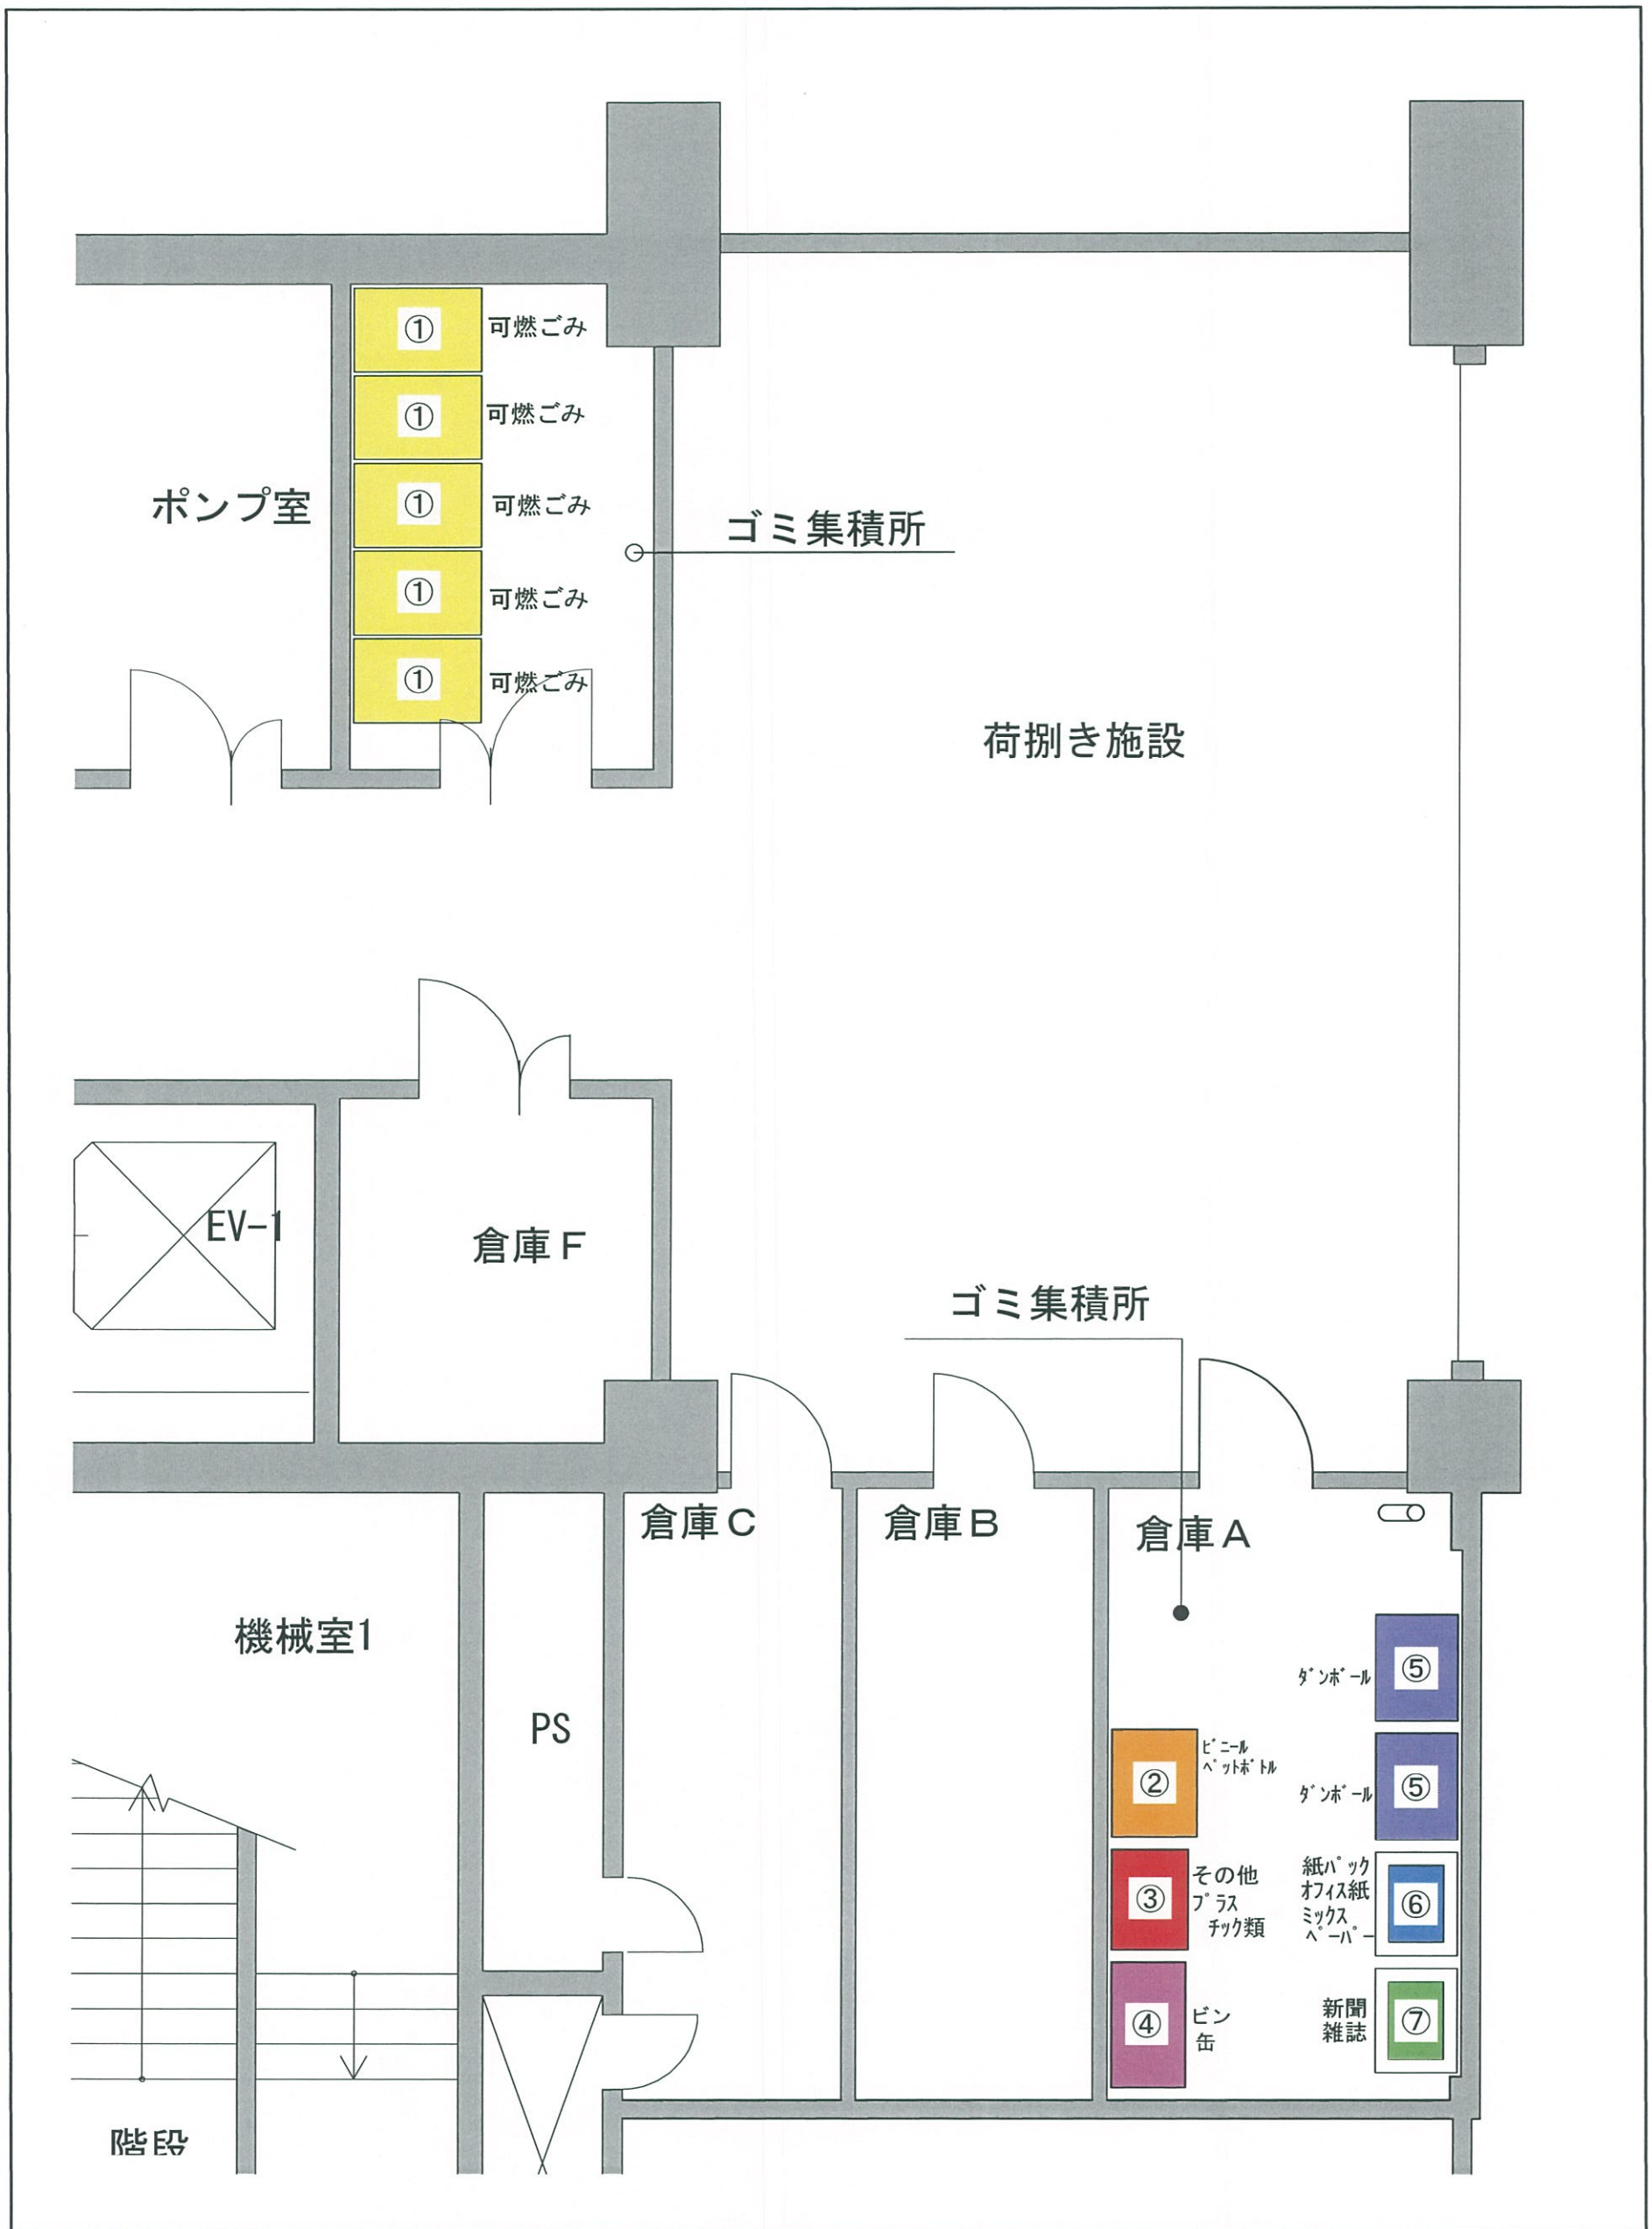 ① 可燃ごみ
① 可燃ごみ
① 可燃ごみ
① 可燃ごみ
① 可燃ごみ
ポンプ室
ゴミ集積所
荷捌き施設
EV-1
倉庫F
ゴミ集積所
倉庫C
倉庫B
倉庫A
機械室1
PS
ﾀﾞﾝﾎﾞｰﾙ ⑤
② ﾋﾞﾆｰﾙ
ﾍﾟｯﾄﾎﾞﾄﾙ
ﾀﾞﾝﾎﾞｰﾙ ⑤
③ その他
ﾌﾟﾗｽ
ﾁｯｸ類
紙ﾊﾟｯｸ
ｵﾌｨｽ紙
ﾐｯｸｽ
ﾍﾟｰﾊﾟｰ
⑥
④ ビン
缶
新聞
雑誌
⑦
階段